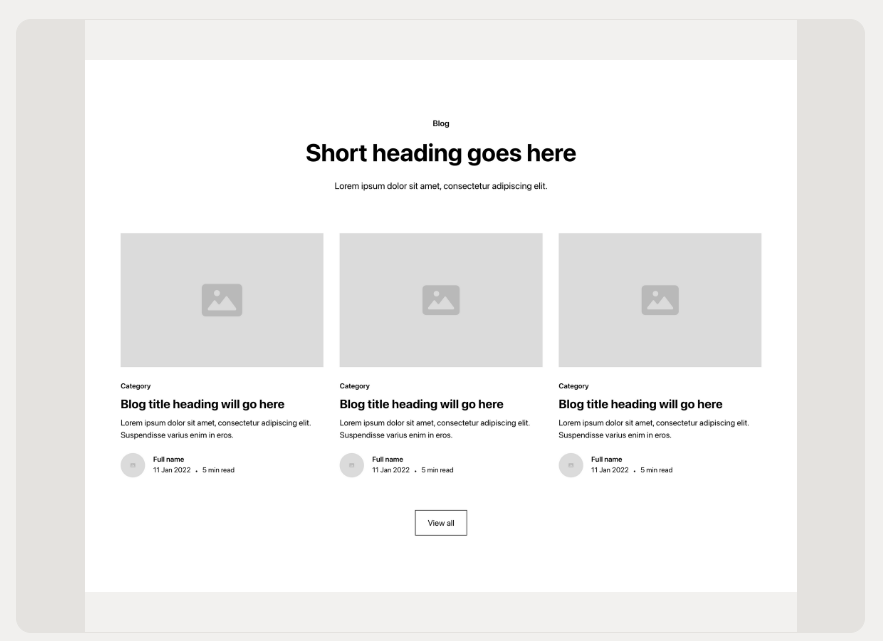 Blog
Short heading goes here
Lorem ipsum dolor sit amet, consectetur adipiscing elit.
Category
Blog title heading will go here
Lorem ipsum dolor sit amet, consectetur adipiscing elit.
Suspendisse varius enim in eros.
Full name
11 Jan 2022 • 5 min read
Category
Blog title heading will go here
Lorem ipsum dolor sit amet, consectetur adipiscing elit.
Suspendisse varius enim in eros.
Full name
11 Jan 2022 • 5 min read
Category
Blog title heading will go here
Lorem ipsum dolor sit amet, consectetur adipiscing elit.
Suspendisse varius enim in eros.
Full name
11 Jan 2022 • 5 min read
View all